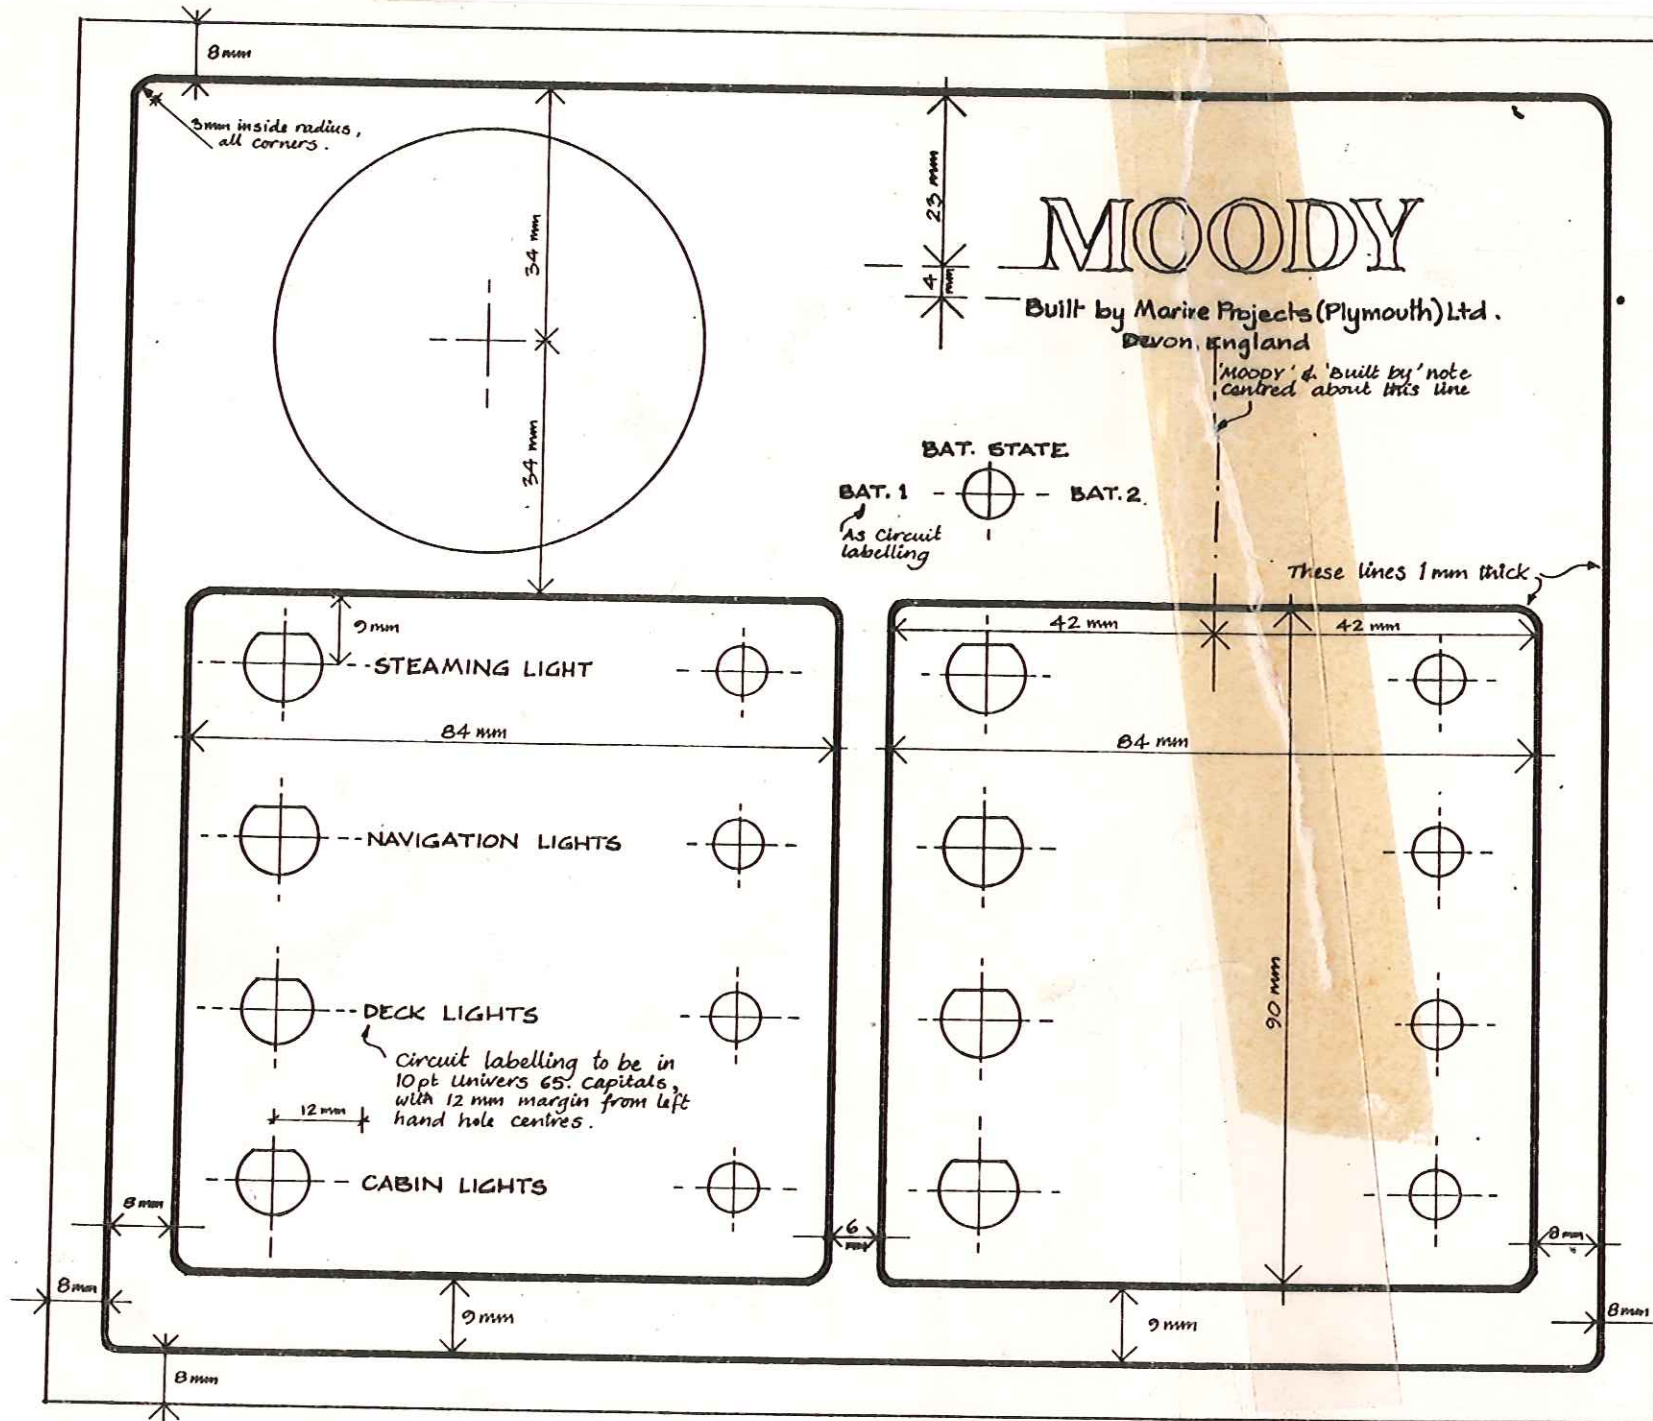 8mm
3mm inside radius,
all corners.
34 mm
34 mm
23 mm
4
mm
MOODY
Built by Marine Projects (Plymouth) Ltd.
Devon, England
'MOODY' & 'Built by' note
centred about this line
BAT. STATE
BAT. 1
BAT. 2
As Circuit
labelling
These lines 1mm thick
9mm
42 mm
42 mm
STEAMING LIGHT
84 mm
84 mm
NAVIGATION LIGHTS
90 mm
DECK LIGHTS
Circuit labelling to be in
10pt Univers 65. Capitals,
with 12 mm margin from left
hand hole centres.
12mm
CABIN LIGHTS
8mm
6
8mm
8mm
9mm
9mm
8mm
8mm